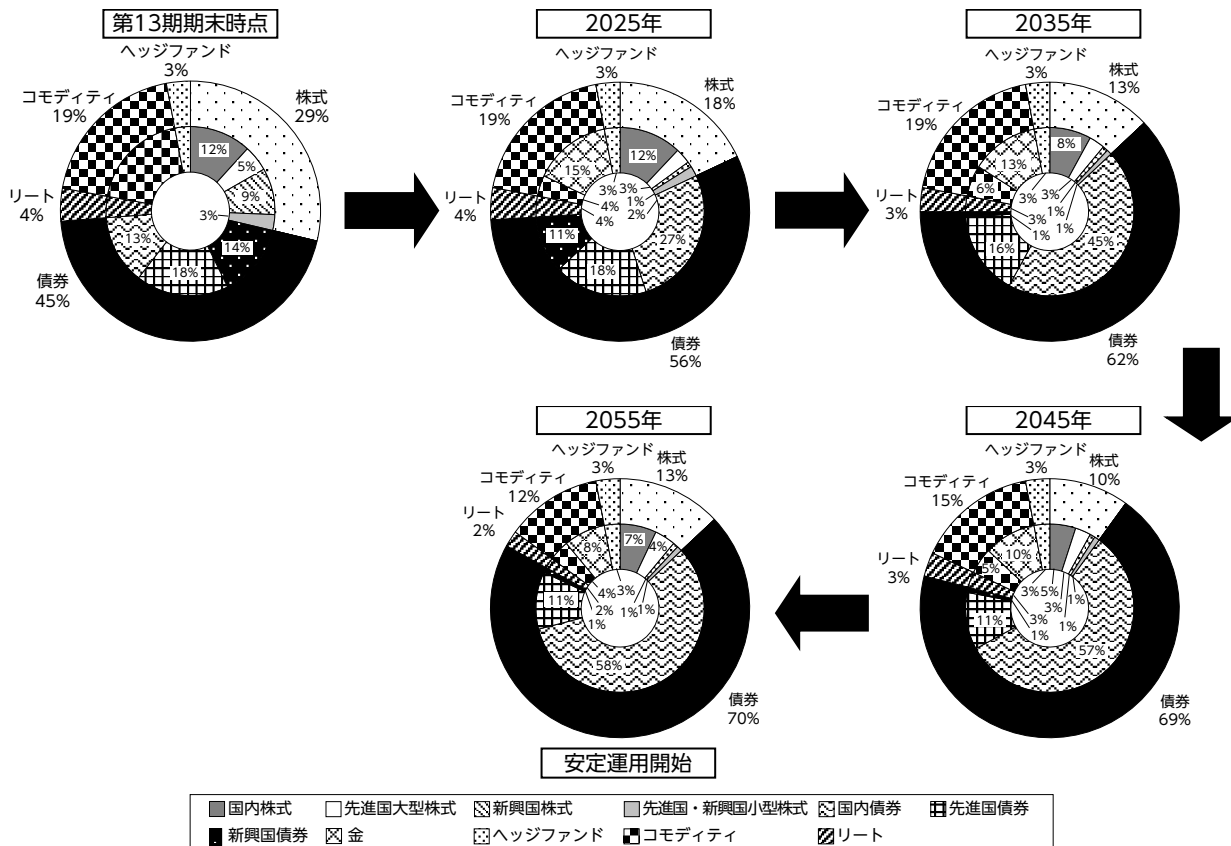 第13期期末時点
ヘッジファンド
3%
コモディティ
19%
株式
29%
12%
5%
9%
3%
リート
4%
13%
14%
18%
債券
45%
2025年
ヘッジファンド
3%
コモディティ
19%
株式
18%
12%
15%
3%
3%
4%
1%
4%
2%
リート
4%
11%
27%
18%
債券
56%
2035年
ヘッジファンド
3%
コモディティ
19%
株式
13%
8%
13%
6%
3%
3%
1%
3%
1%
1%
リート
3%
16%
45%
債券
62%
2055年
ヘッジファンド
3%
コモディティ
12%
株式
13%
リート
2%
7%
4%
8%
4%
3%
2%
1%
1%
1%
11%
58%
債券
70%
安定運用開始
2045年
ヘッジファンド
3%
コモディティ
15%
株式
10%
リート
3%
10%
5%
3%
5%
1%
3%
3%
1%
1%
11%
57%
債券
69%
国内株式 先進国大型株式 新興国株式 先進国・新興国小型株式 国内債券 先進国債券
新興国債券 金 ヘッジファンド コモディティ リート